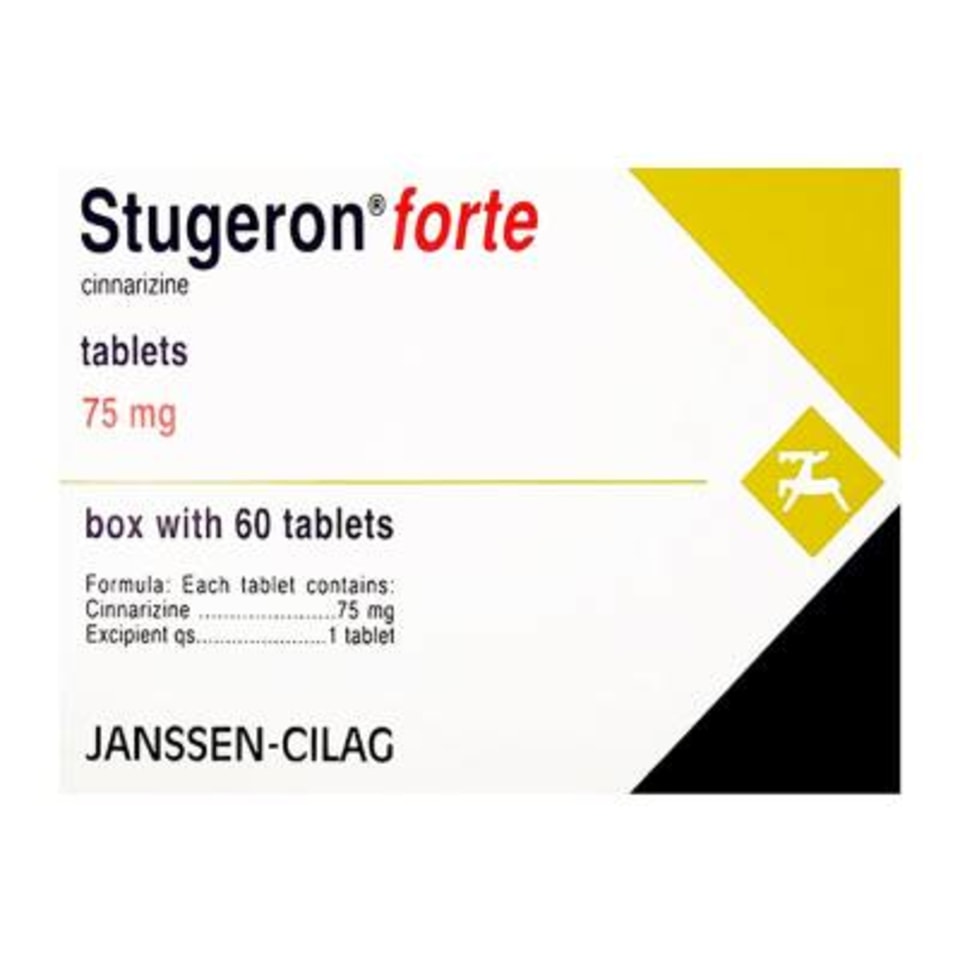 Stugeron® forte
cinnarizine
tablets
75 mg
box with 60 tablets
Formula: Each tablet contains:
Cinnarizine ......................75 mg
Excipient qs.....................1 tablet
JANSSEN-CILAG